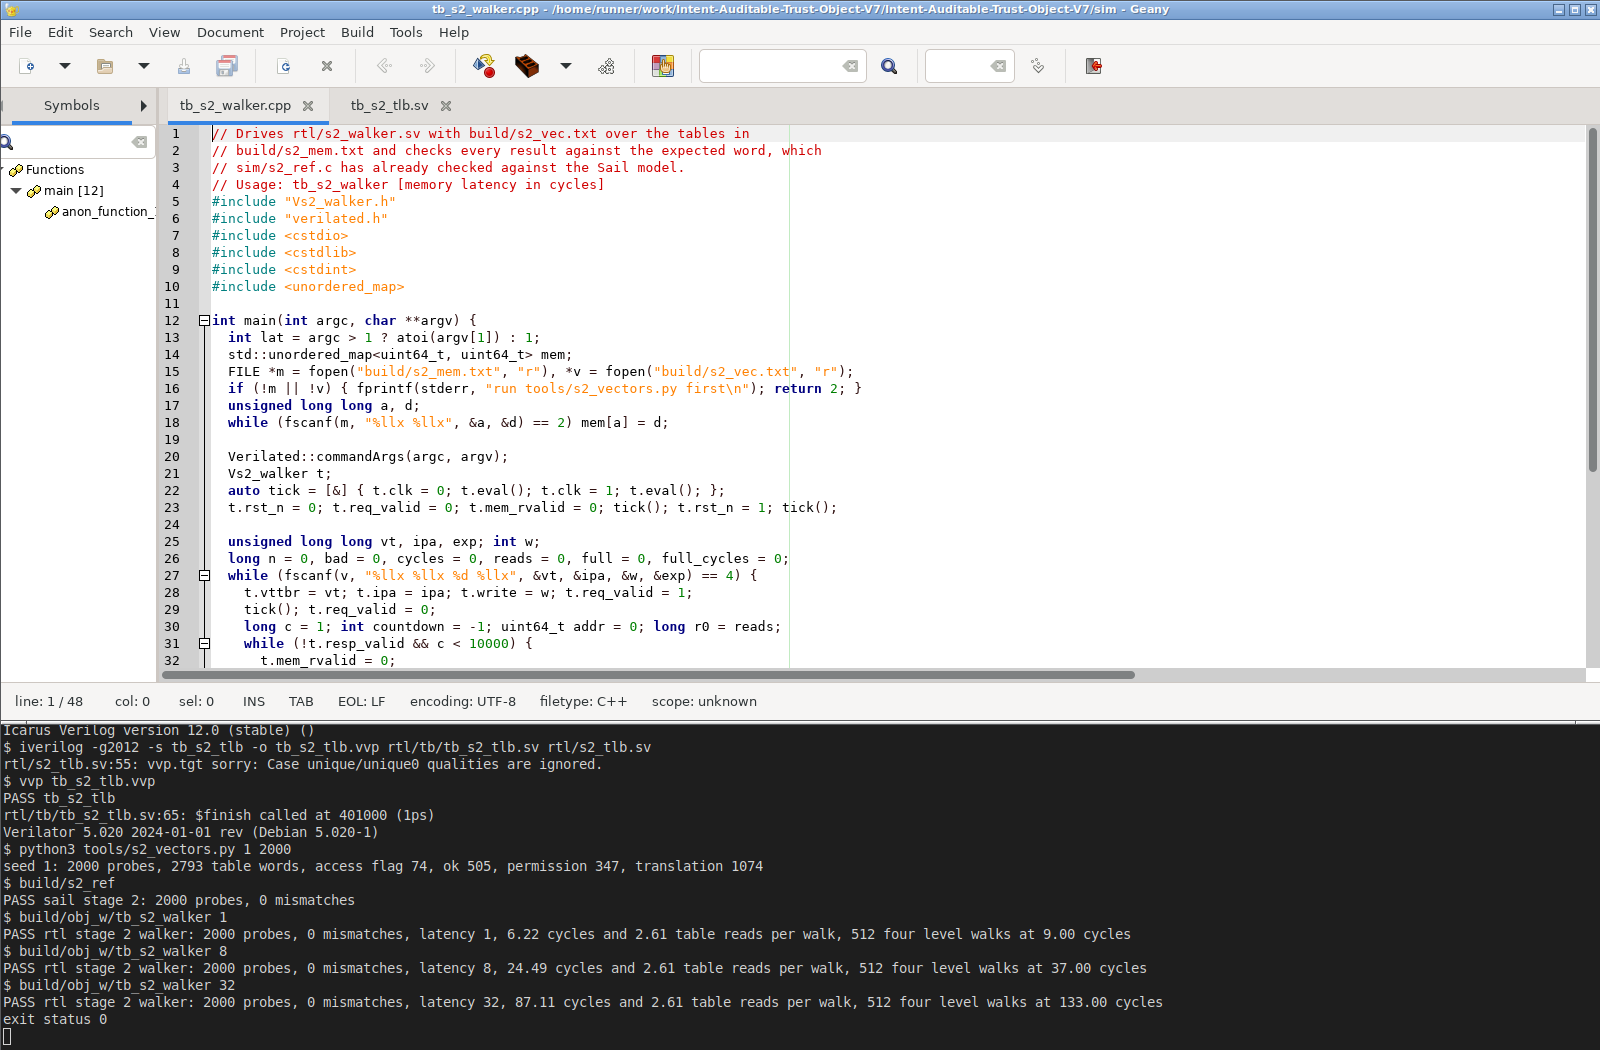 tb_s2_walker.cpp - /home/runner/work/Intent-Auditable-Trust-Object-V7/Intent-Auditable-Trust-Object-V7/sim - Geany
File Edit Search View Document Project Build Tools Help
Symbols tb_s2_walker.cpp tb_s2_tlb.sv
Functions
main [12]
anon_function_
1 // Drives rtl/s2_walker.sv with build/s2_vec.txt over the tables in
2 // build/s2_mem.txt and checks every result against the expected word, which
3 // sim/s2_ref.c has already checked against the Sail model.
4 // Usage: tb_s2_walker [memory latency in cycles]
5 #include "Vs2_walker.h"
6 #include "verilated.h"
7 #include <cstdio>
8 #include <cstdlib>
9 #include <cstdint>
10 #include <unordered_map>
11
12 int main(int argc, char **argv) {
13 int lat = argc > 1 ? atoi(argv[1]) : 1;
14 std::unordered_map<uint64_t, uint64_t> mem;
15 FILE *m = fopen("build/s2_mem.txt", "r"), *v = fopen("build/s2_vec.txt", "r");
16 if (!m || !v) { fprintf(stderr, "run tools/s2_vectors.py first\n"); return 2; }
17 unsigned long long a, d;
18 while (fscanf(m, "%llx %llx", &a, &d) == 2) mem[a] = d;
19
20 Verilated::commandArgs(argc, argv);
21 Vs2_walker t;
22 auto tick = [&] { t.clk = 0; t.eval(); t.clk = 1; t.eval(); };
23 t.rst_n = 0; t.req_valid = 0; t.mem_rvalid = 0; tick(); t.rst_n = 1; tick();
24
25 unsigned long long vt, ipa, exp; int w;
26 long n = 0, bad = 0, cycles = 0, reads = 0, full = 0, full_cycles = 0;
27 while (fscanf(v, "%llx %llx %d %llx", &vt, &ipa, &w, &exp) == 4) {
28 t.vttbr = vt; t.ipa = ipa; t.write = w; t.req_valid = 1;
29 tick(); t.req_valid = 0;
30 long c = 1; int countdown = -1; uint64_t addr = 0; long r0 = reads;
31 while (!t.resp_valid && c < 10000) {
32 t.mem_rvalid = 0;
line: 1 / 48 col: 0 sel: 0 INS TAB EOL: LF encoding: UTF-8 filetype: C++ scope: unknown
Icarus Verilog version 12.0 (stable) ()
$ iverilog -g2012 -s tb_s2_tlb -o tb_s2_tlb.vvp rtl/tb/tb_s2_tlb.sv rtl/s2_tlb.sv
rtl/s2_tlb.sv:55: vvp.tgt sorry: Case unique/unique0 qualities are ignored.
$ vvp tb_s2_tlb.vvp
PASS tb_s2_tlb
rtl/tb/tb_s2_tlb.sv:65: $finish called at 401000 (1ps)
Verilator 5.020 2024-01-01 rev (Debian 5.020-1)
$ python3 tools/s2_vectors.py 1 2000
seed 1: 2000 probes, 2793 table words, access flag 74, ok 505, permission 347, translation 1074
$ build/s2_ref
PASS sail stage 2: 2000 probes, 0 mismatches
$ build/obj_w/tb_s2_walker 1
PASS rtl stage 2 walker: 2000 probes, 0 mismatches, latency 1, 6.22 cycles and 2.61 table reads per walk, 512 four level walks at 9.00 cycles
$ build/obj_w/tb_s2_walker 8
PASS rtl stage 2 walker: 2000 probes, 0 mismatches, latency 8, 24.49 cycles and 2.61 table reads per walk, 512 four level walks at 37.00 cycles
$ build/obj_w/tb_s2_walker 32
PASS rtl stage 2 walker: 2000 probes, 0 mismatches, latency 32, 87.11 cycles and 2.61 table reads per walk, 512 four level walks at 133.00 cycles
exit status 0